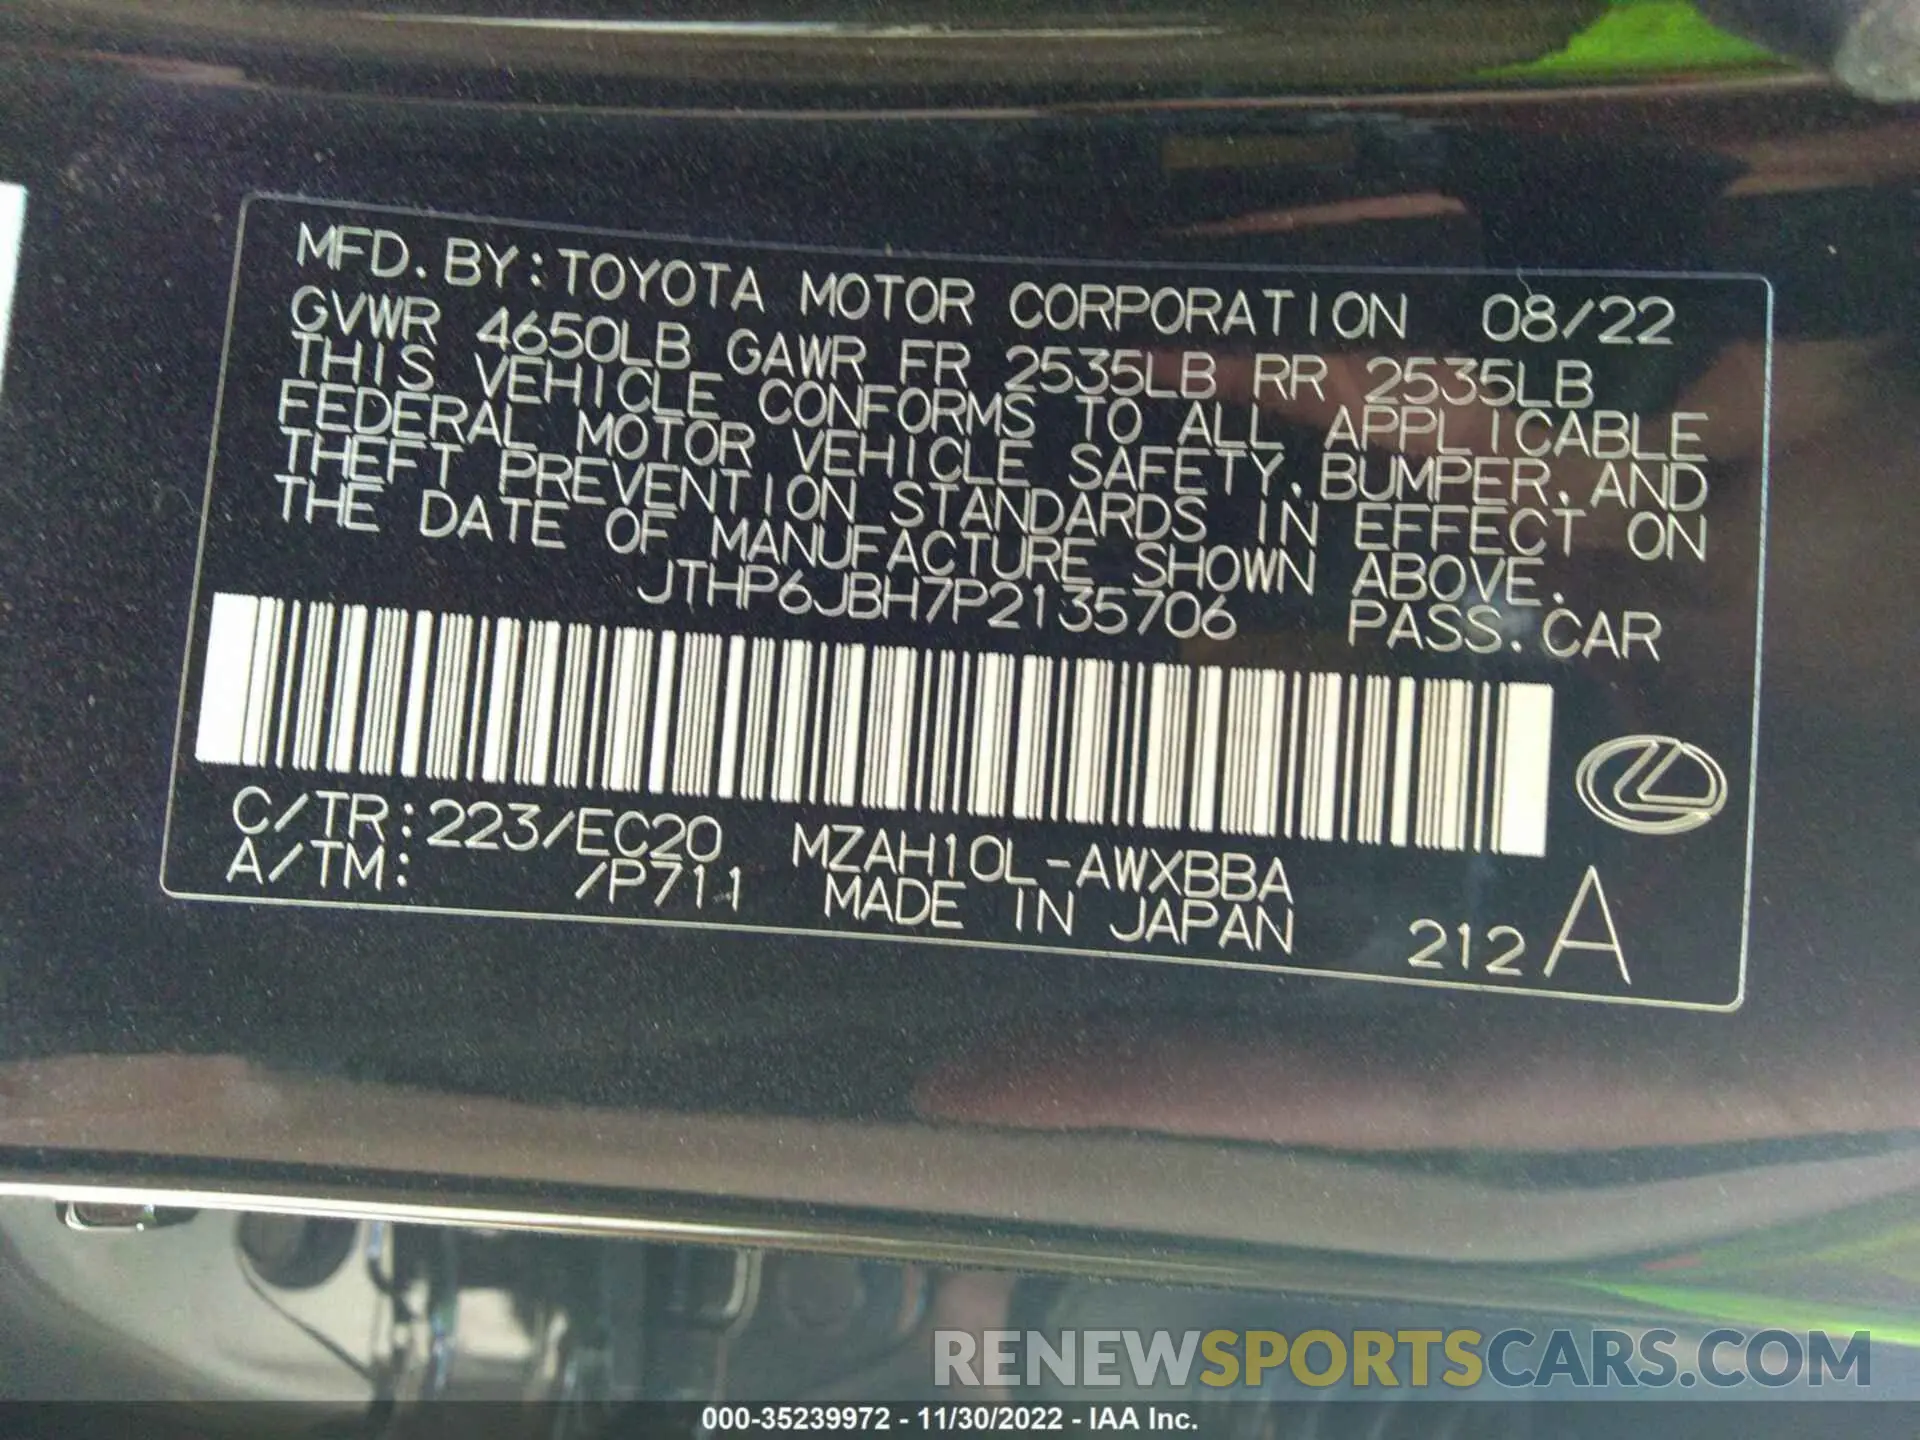 MFD.BY:TOYOTA MOTOR CORPORATION 08/22
GVWR 4650LB GAWR FR 2535LB RR 2535LB
THIS VEHICLE CONFORMS TO ALL APPLICABLE
FEDERAL MOTOR VEHICLE SAFETY, BUMPER, AND
THEFT PREVENTION STANDARDS IN EFFECT ON
THE DATE OF MANUFACTURE SHOWN ABOVE.
JTHP6JBH7P2135706 PASS.CAR
C/TR:223/EC20 MZAH10L-AWXBBA
A/TM: /P711 MADE IN JAPAN 212A
RENEWSPORTSCARS.COM
000-35239972 - 11/30/2022 - IAA Inc.